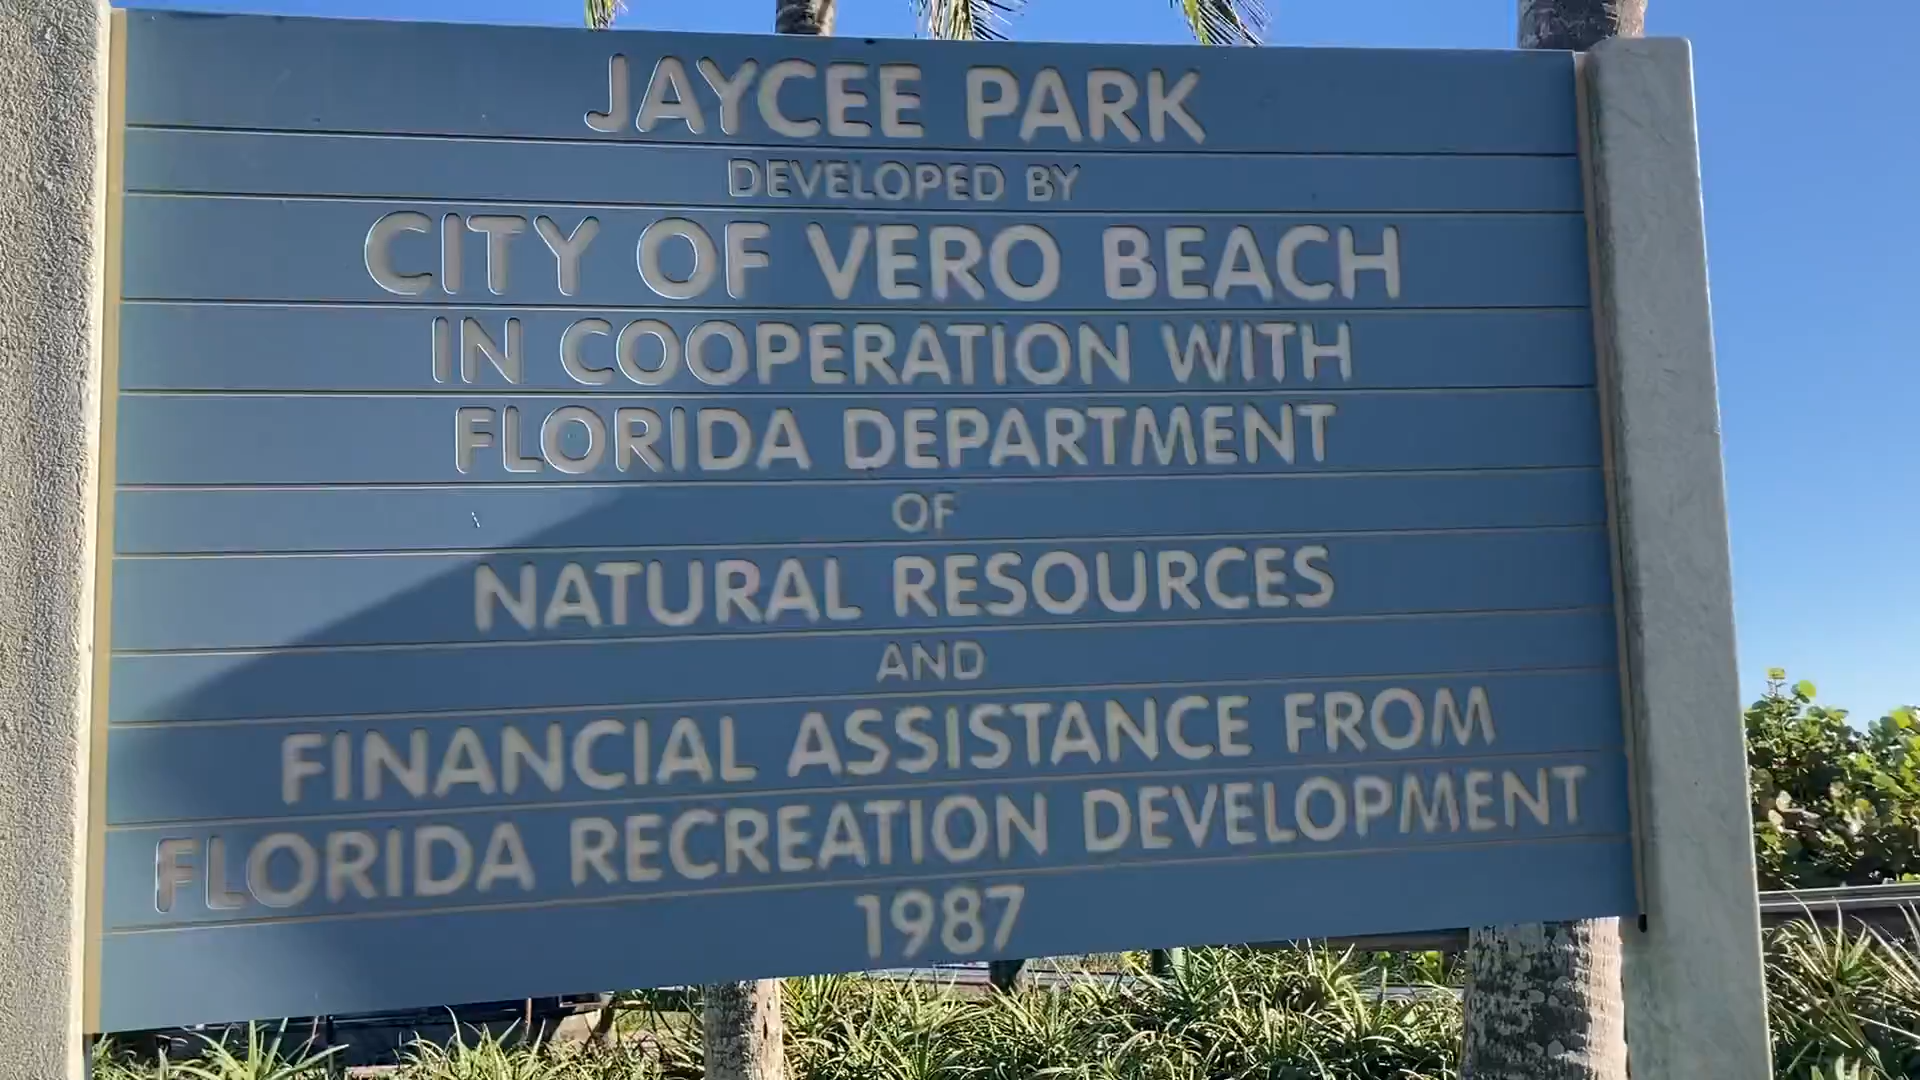 JAYCEE PARK
DEVELOPED BY
CITY OF VERO BEACH
IN COOPERATION WITH
FLORIDA DEPARTMENT
OF
NATURAL RESOURCES
AND
FINANCIAL ASSISTANCE FROM
FLORIDA RECREATION DEVELOPMENT
1987